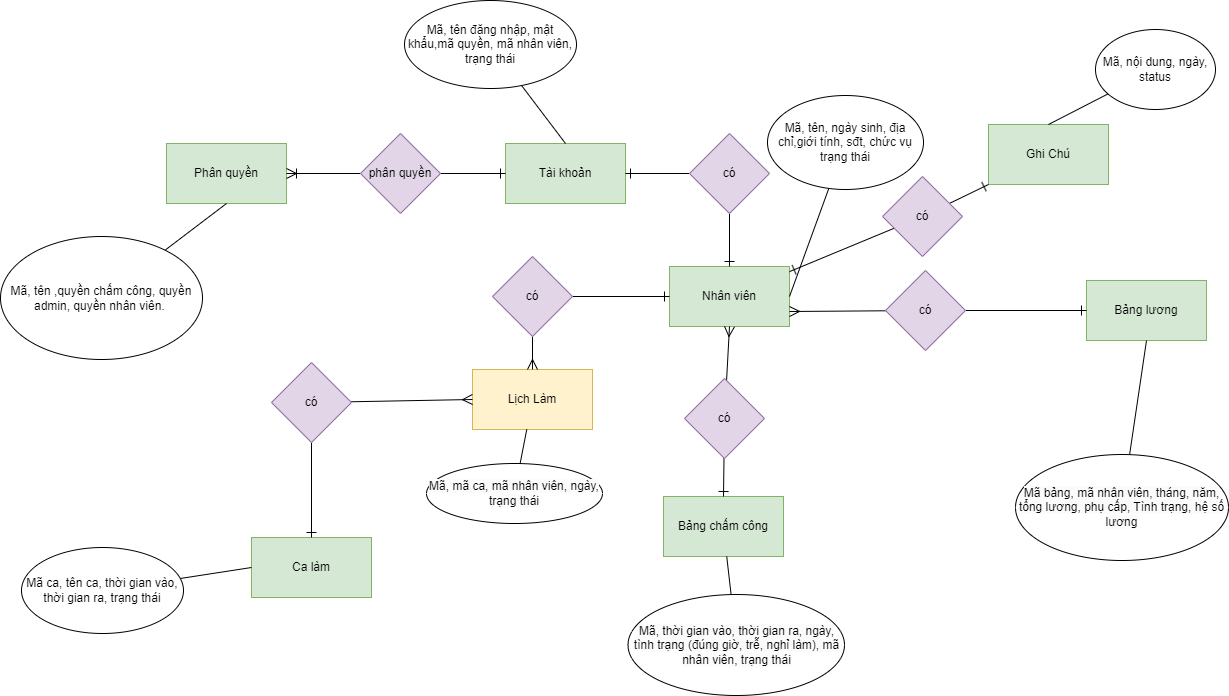 Mã, tên đăng nhập, mật
khẩu,mã quyền, mã nhân viên,
trạng thái
Mã, nội dung, ngày,
status
Mã, tên, ngày sinh, địa
chỉ,giới tính, sđt, chức vụ
trạng thái
Ghi Chú
Phân quyền
phân quyền
Tài khoản
có
có
Mã, tên ,quyền chấm công, quyền
admin, quyền nhân viên.
có
Nhân viên
có
Bảng lương
có
Lịch Làm
có
Mã, mã ca, mã nhân viên, ngày,
trạng thái
Mã bảng, mã nhân viên, tháng, năm,
tổng lương, phụ cấp, Tình trạng, hệ số
lương
Bảng chấm công
Ca làm
Mã ca, tên ca, thời gian vào,
thời gian ra, trạng thái
Mã, thời gian vào, thời gian ra, ngày,
tình trạng (đúng giờ, trễ, nghỉ làm), mã
nhân viên, trạng thái